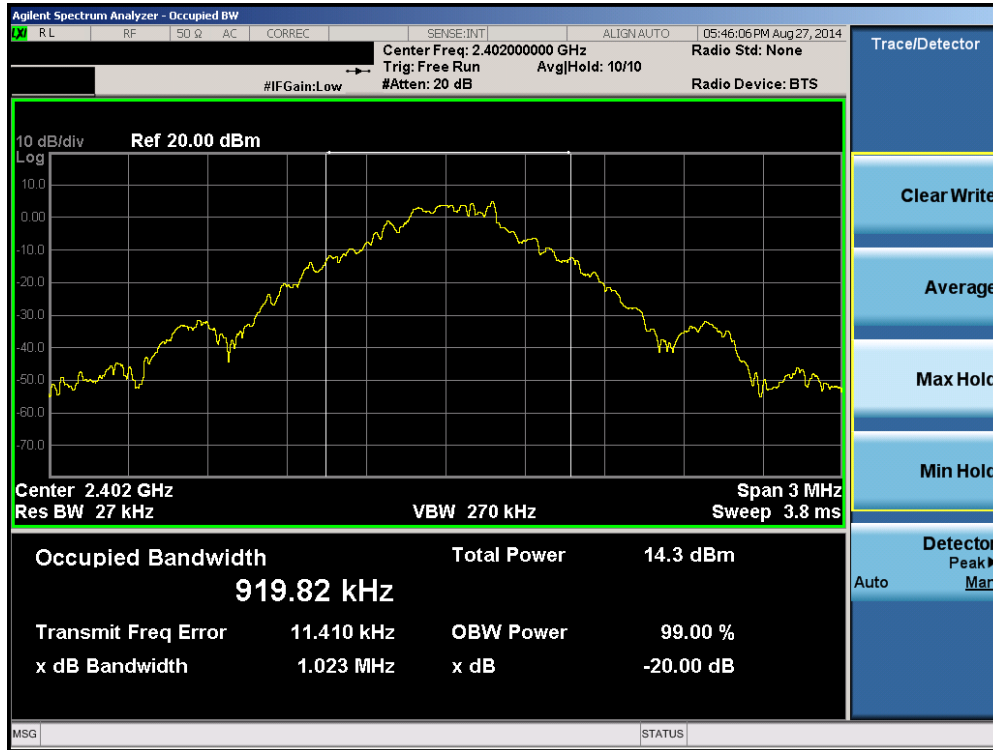 Agilent Spectrum Analyzer - Occupied BW
LXI RL RF 50 Ω AC CORREC SENSE:INT ALIGN AUTO 05:46:06 PM Aug 27, 2014
Center Freq: 2.402000000 GHz Radio Std: None
Trig: Free Run Avg|Hold: 10/10
#IFGain:Low #Atten: 20 dB Radio Device: BTS
Trace/Detector
10 dB/div Ref 20.00 dBm
Log
10.0
0.00
-10.0
-20.0
-30.0
-40.0
-50.0
-60.0
-70.0
Center 2.402 GHz Span 3 MHz
Res BW 27 kHz VBW 270 kHz Sweep 3.8 ms
Occupied Bandwidth Total Power 14.3 dBm
919.82 kHz
Transmit Freq Error 11.410 kHz OBW Power 99.00 %
x dB Bandwidth 1.023 MHz x dB -20.00 dB
Clear Write
Average
Max Hold
Min Hold
Detector
Peak
Auto Man
MSG STATUS